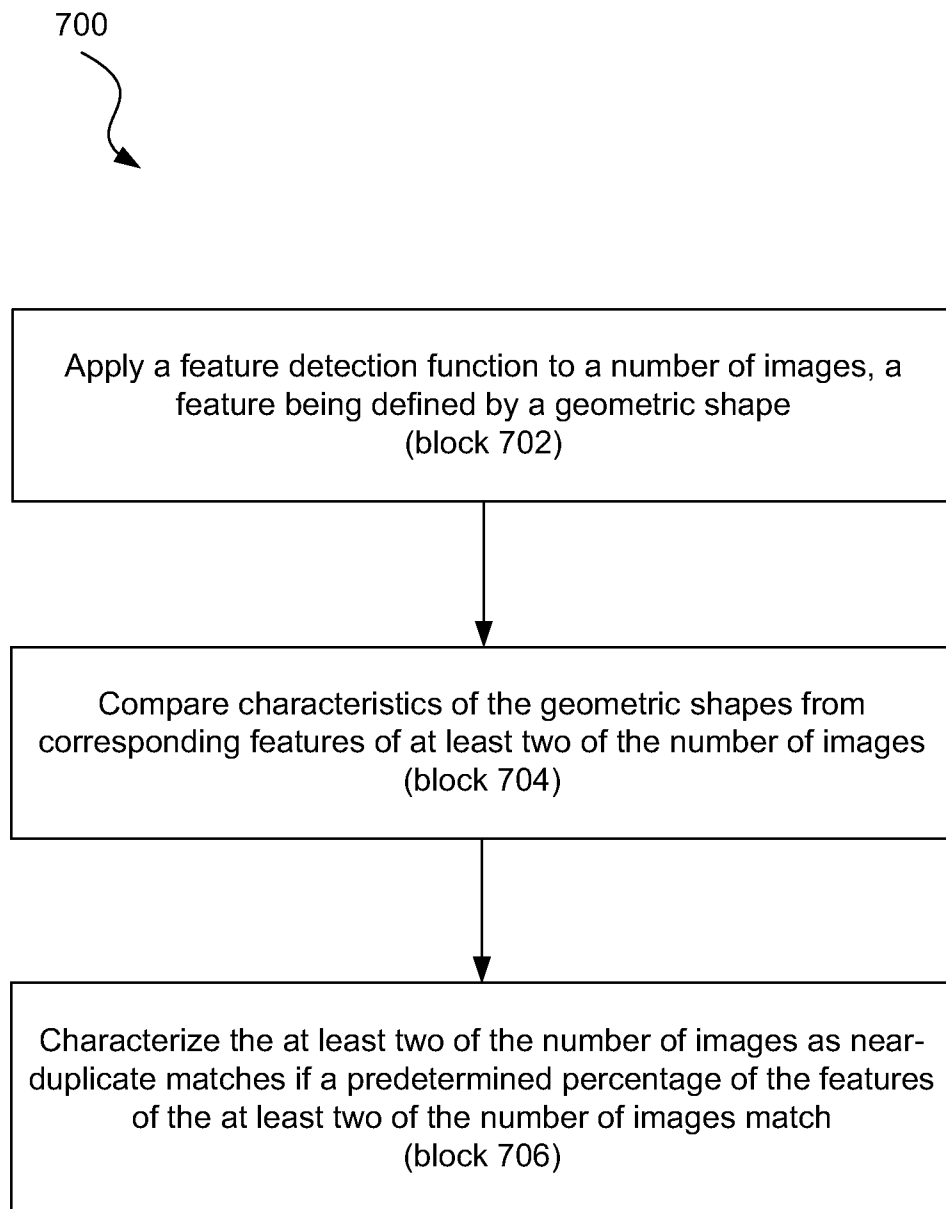 700
Apply a feature detection function to a number of images, a
feature being defined by a geometric shape
(block 702)
Compare characteristics of the geometric shapes from
corresponding features of at least two of the number of images
(block 704)
Characterize the at least two of the number of images as near-
duplicate matches if a predetermined percentage of the features
of the at least two of the number of images match
(block 706)